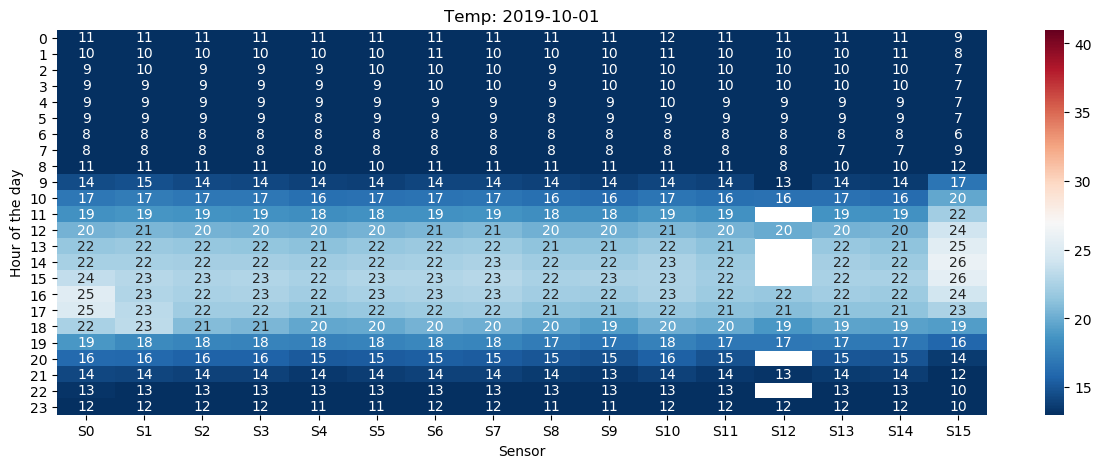 Temp: 2019-10-01
0 11 11 11 11 11 11 11 11 11 11 12 11 11 11 11 9
1 10 10 10 10 10 10 11 10 10 10 11 10 10 10 11 8
2 9 10 9 9 9 10 10 10 9 10 10 10 10 10 10 7
3 9 9 9 9 9 9 10 10 9 10 10 10 10 10 10 7
4 9 9 9 9 9 9 9 9 9 9 10 9 9 9 9 7
5 9 9 9 9 8 9 9 9 8 9 9 9 9 9 9 7
6 8 8 8 8 8 8 8 8 8 8 8 8 8 8 8 6
7 8 8 8 8 8 8 8 8 8 8 8 8 8 7 7 9
8 11 11 11 11 10 10 11 11 11 11 11 11 8 10 10 12
9 14 15 14 14 14 14 14 14 14 14 14 14 13 14 14 17
10 17 17 17 17 16 17 17 17 16 16 17 16 16 17 16 20
11 19 19 19 19 18 18 19 19 18 18 19 19 19 19 22
12 20 21 20 20 20 20 21 21 20 20 21 20 20 20 20 24
13 22 22 22 22 21 22 22 22 21 21 22 21 22 21 25
14 22 22 22 22 22 22 22 23 22 22 23 22 22 22 26
15 24 23 23 23 22 23 23 23 22 23 23 22 22 22 26
16 25 23 22 23 22 23 23 23 22 22 23 22 22 22 22 24
17 25 23 22 22 21 22 22 22 21 21 22 21 21 21 21 23
18 22 23 21 21 20 20 20 20 20 19 20 20 19 19 19 19
19 19 18 18 18 18 18 18 18 17 17 18 17 17 17 17 16
20 16 16 16 16 15 15 15 15 15 15 16 15 15 15 14
21 14 14 14 14 14 14 14 14 14 13 14 14 13 14 14 12
22 13 13 13 13 13 13 13 13 13 13 13 13 13 13 10
23 12 12 12 12 11 11 12 12 11 11 12 12 12 12 12 10
S0 S1 S2 S3 S4 S5 S6 S7 S8 S9 S10 S11 S12 S13 S14 S15
Sensor
Hour of the day
40
35
30
25
20
15